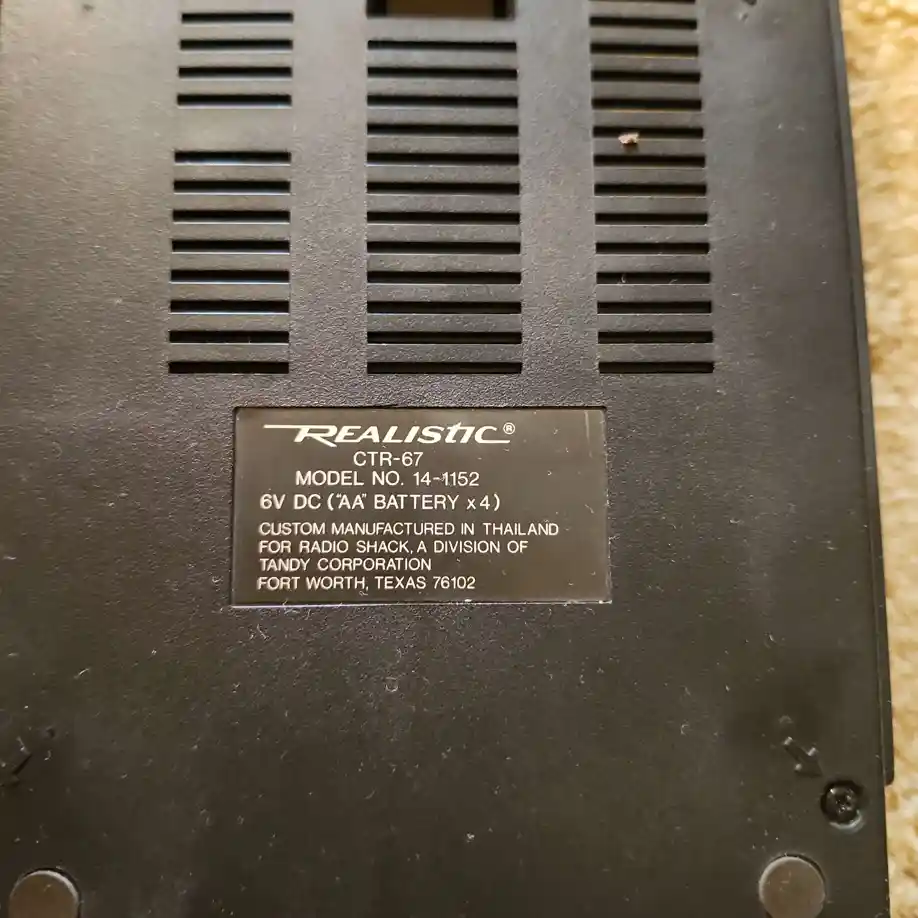 REALISTIC®
CTR-67
MODEL NO. 14-1152
6V DC ("AA" BATTERY x 4)
CUSTOM MANUFACTURED IN THAILAND
FOR RADIO SHACK, A DIVISION OF
TANDY CORPORATION
FORT WORTH, TEXAS 76102